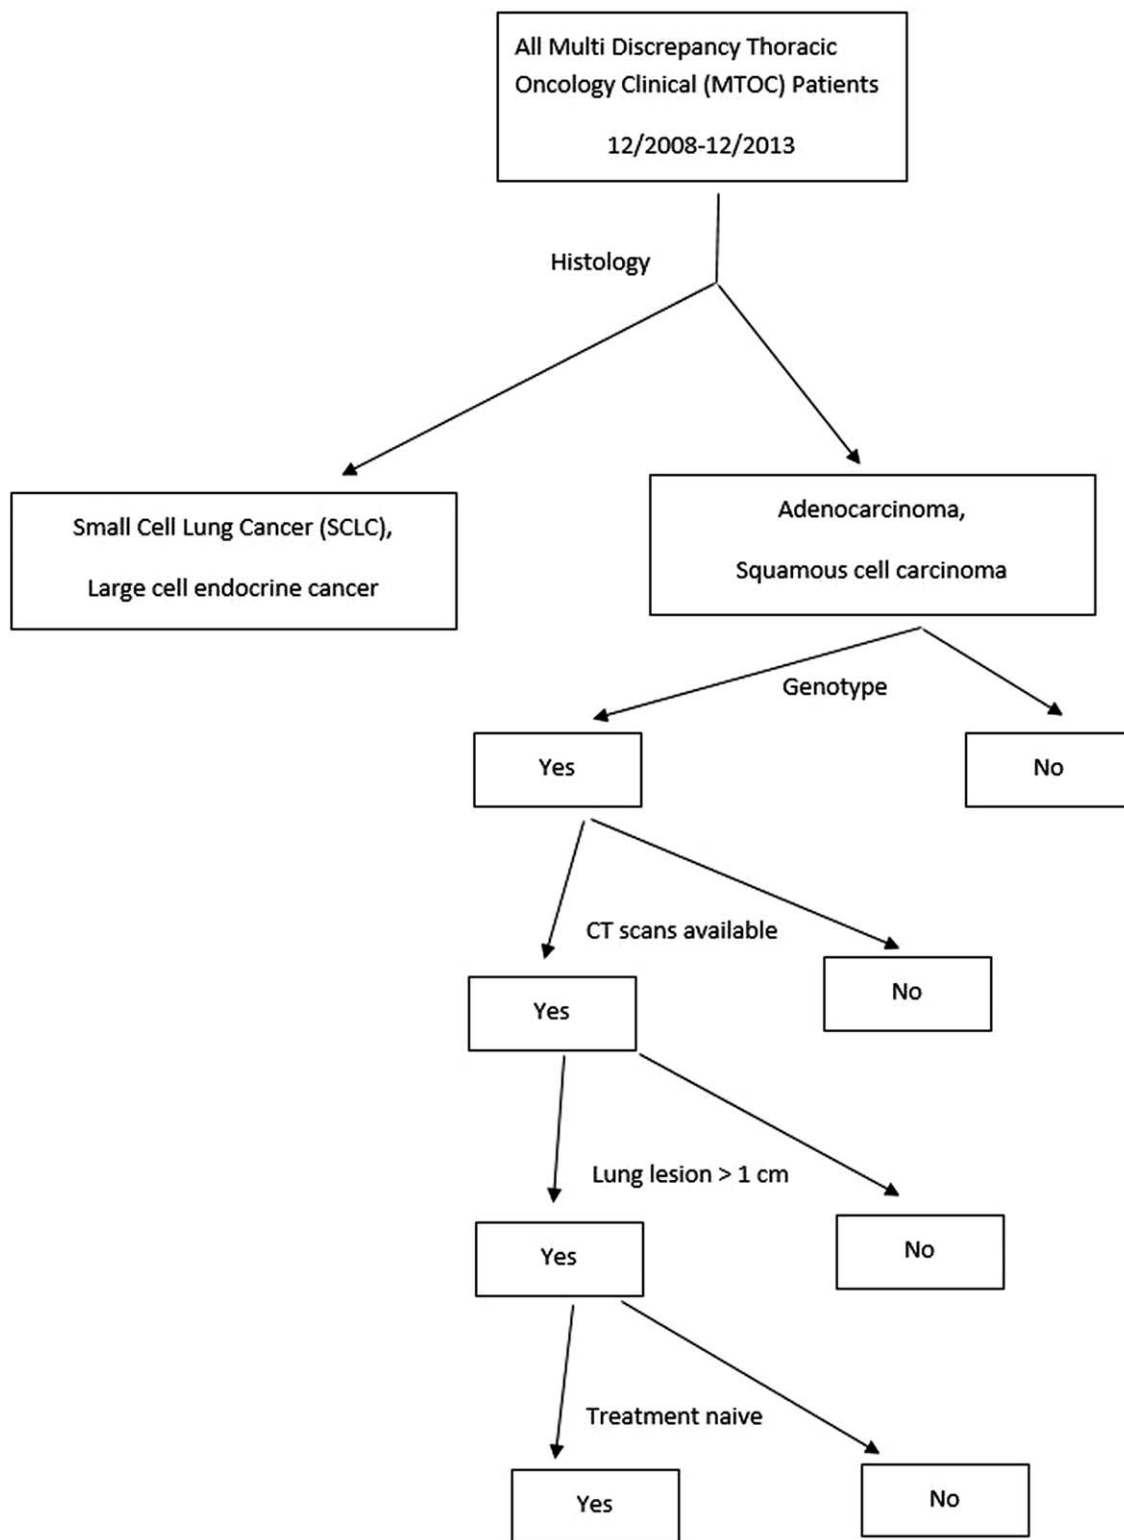 All Multi Discrepancy Thoracic
Oncology Clinical (MTOC) Patients
12/2008-12/2013
Histology
Small Cell Lung Cancer (SCLC),
Large cell endocrine cancer
Adenocarcinoma,
Squamous cell carcinoma
Genotype
Yes
No
CT scans available
Yes
No
Lung lesion > 1 cm
Yes
No
Treatment naive
Yes
No